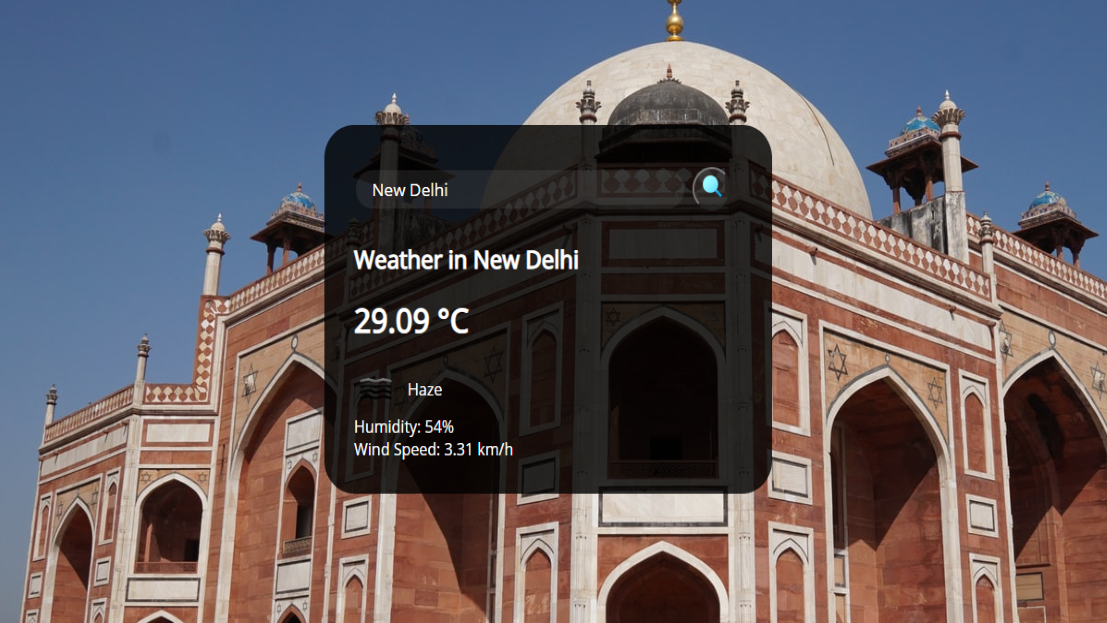 New Delhi
Weather in New Delhi
29.09 °C
Haze
Humidity: 54%
Wind Speed: 3.31 km/h